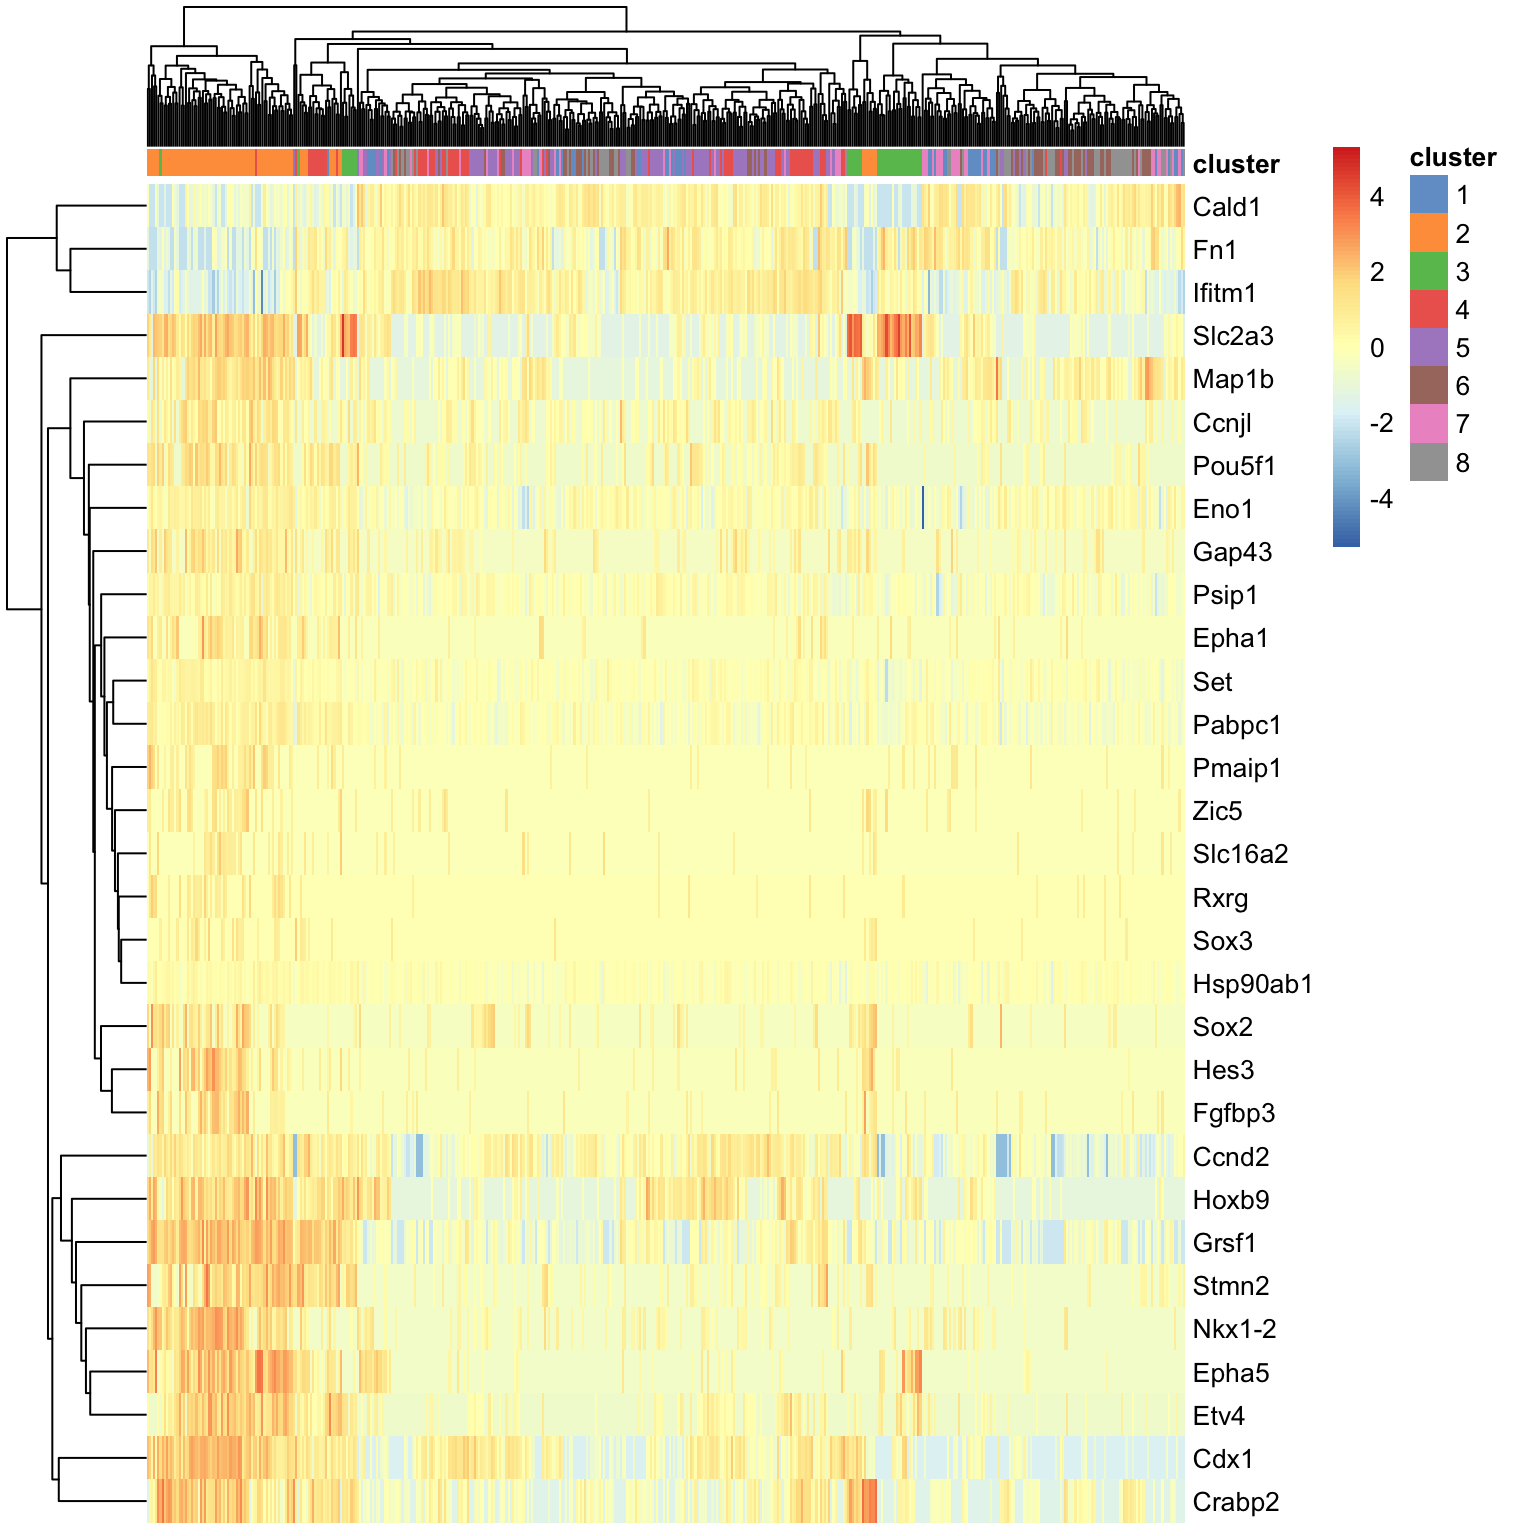 cluster
Cald1
Fn1
Ifitm1
Slc2a3
Map1b
Ccnjl
Pou5f1
Eno1
Gap43
Psip1
Epha1
Set
Pabpc1
Pmaip1
Zic5
Slc16a2
Rxrg
Sox3
Hsp90ab1
Sox2
Hes3
Fgfbp3
Ccnd2
Hoxb9
Grsf1
Stmn2
Nkx1-2
Epha5
Etv4
Cdx1
Crabp2
4
2
0
-2
-4
cluster
1
2
3
4
5
6
7
8